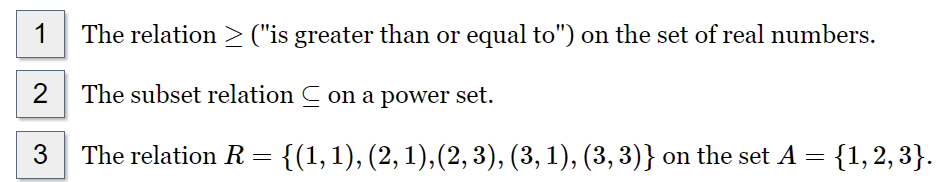 1 The relation ≥ ("is greater than or equal to") on the set of real numbers.
2 The subset relation ⊆ on a power set.
3 The relation R = {(1, 1), (2, 1),(2, 3), (3, 1), (3, 3)} on the set A = {1, 2, 3}.